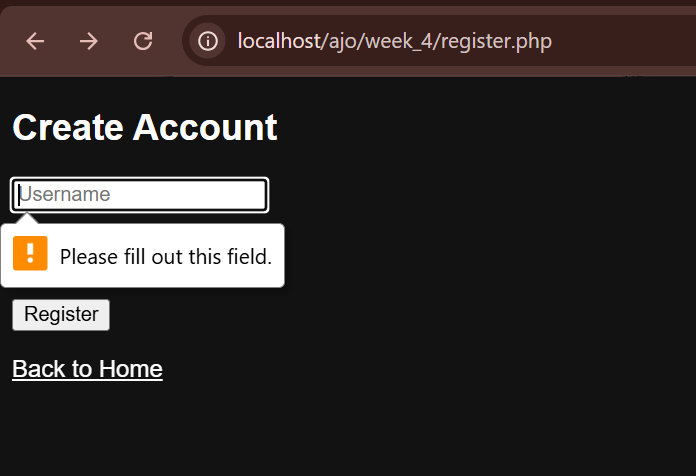 localhost/ajo/week_4/register.php
Create Account
Username
Please fill out this field.
Register
Back to Home